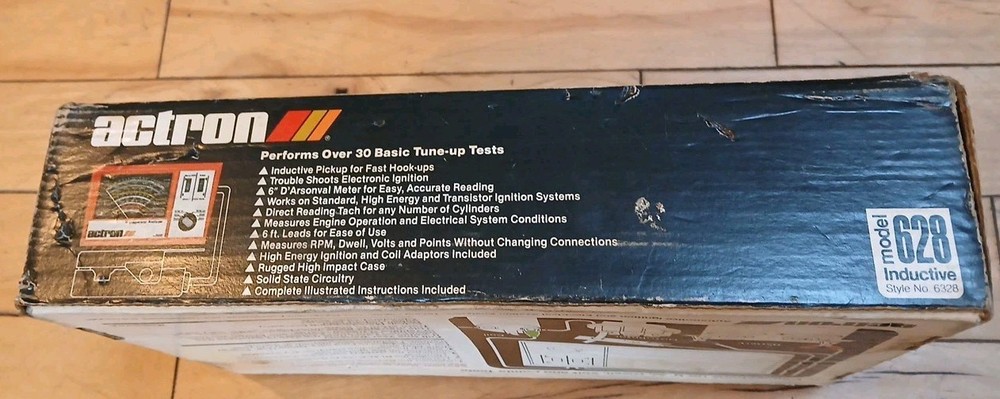 actron
Performs Over 30 Basic Tune-up Tests
▲ Inductive Pickup for Fast Hook-ups
▲ Trouble Shoots Electronic Ignition
▲ 6" D'Arsonval Meter for Easy, Accurate Reading
▲ Works on Standard, High Energy and Transistor Ignition Systems
▲ Direct Reading Tach for any Number of Cylinders
▲ Measures Engine Operation and Electrical System Conditions
▲ 6 ft. Leads for Ease of Use
▲ Measures RPM, Dwell, Volts and Points Without Changing Connections
▲ High Energy Ignition and Coil Adaptors Included
▲ Rugged High Impact Case
▲ Solid State Circuitry
▲ Complete Illustrated Instructions Included
actron
model 628
Inductive
Style No. 6328